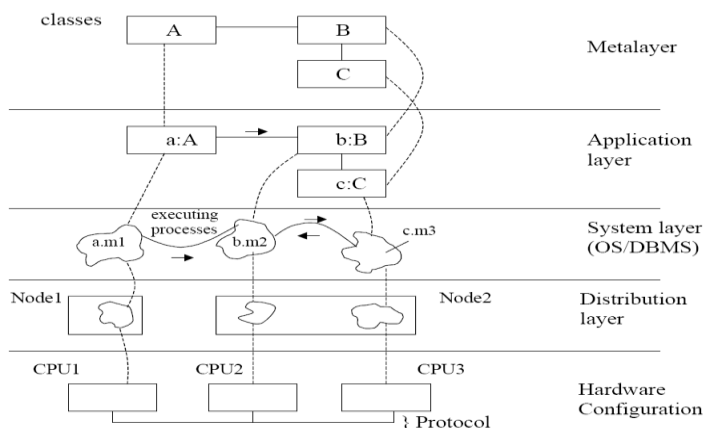 classes
A
B
Metalayer
C
a:A
b:B
Application
layer
c:C
executing
processes
a.m1
b.m2
c.m3
System layer
(OS/DBMS)
Node1
Node2
Distribution
layer
CPU1
CPU2
CPU3
Hardware
Configuration
} Protocol